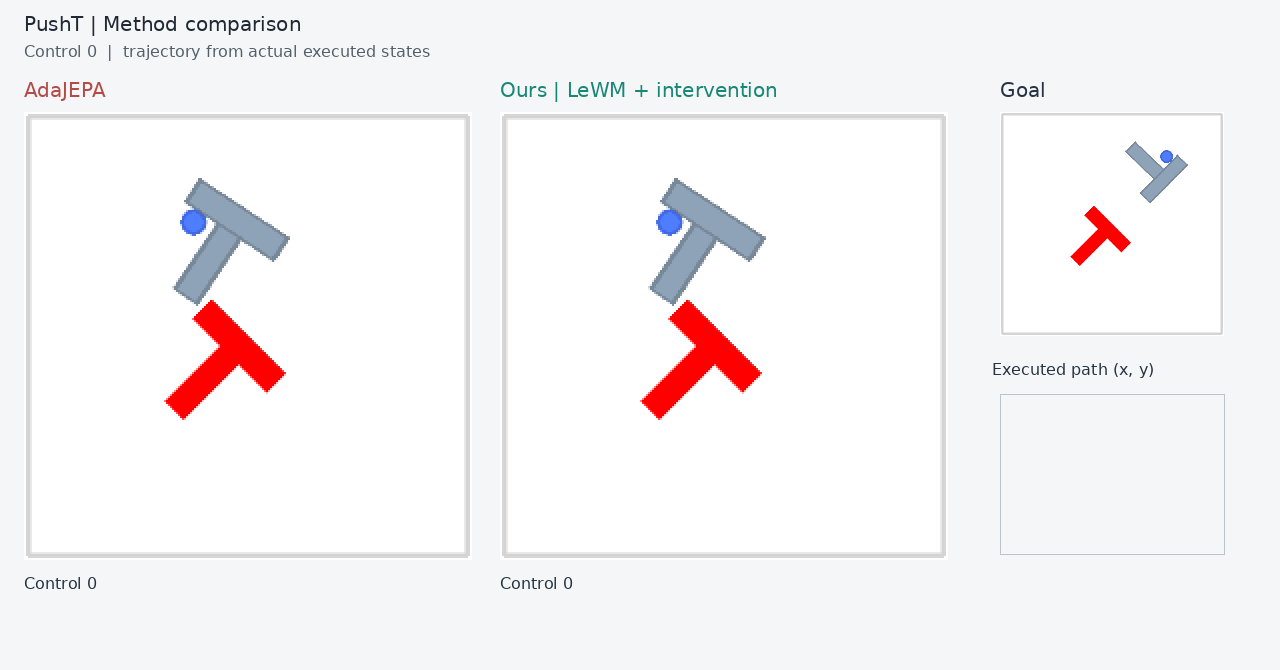 PushT | Method comparison
Control 0 | trajectory from actual executed states
AdaJEPA
Ours | LeWM + intervention
Goal
Executed path (x, y)
Control 0
Control 0